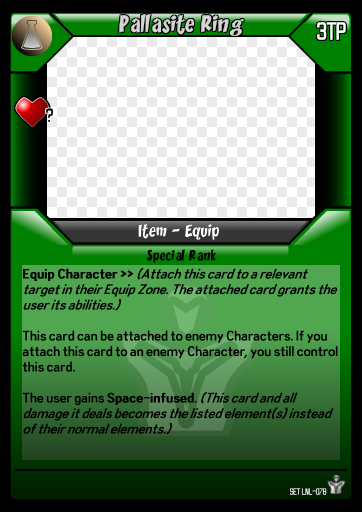 Pallasite Ring
3TP
?
Item - Equip
Special Rank
Equip Character >> (Attach this card to a relevant
target in their Equip Zone. The attached card grants the
user its abilities.)
This card can be attached to enemy Characters. If you
attach this card to an enemy Character, you still control
this card.
The user gains Space-infused. (This card and all
damage it deals becomes the listed element(s) instead
of their normal elements.)
SET LNL-078